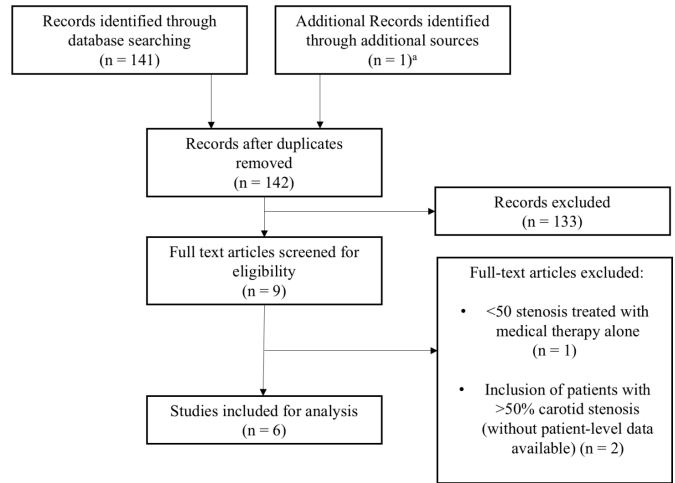 Records identified through
database searching
(n = 141)
Additional Records identified
through additional sources
(n = 1)ᵃ
Records after duplicates
removed
(n = 142)
Records excluded
(n = 133)
Full text articles screened for
eligibility
(n = 9)
Full-text articles excluded:
• <50 stenosis treated with
medical therapy alone
(n = 1)
• Inclusion of patients with
>50% carotid stenosis
(without patient-level data
available) (n = 2)
Studies included for analysis
(n = 6)